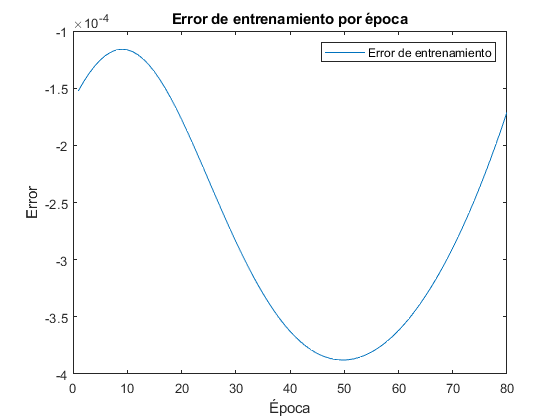 Error de entrenamiento por época
×10⁻⁴
-1
-1.5
-2
-2.5
-3
-3.5
-4
Error
Error de entrenamiento
0 10 20 30 40 50 60 70 80
Época